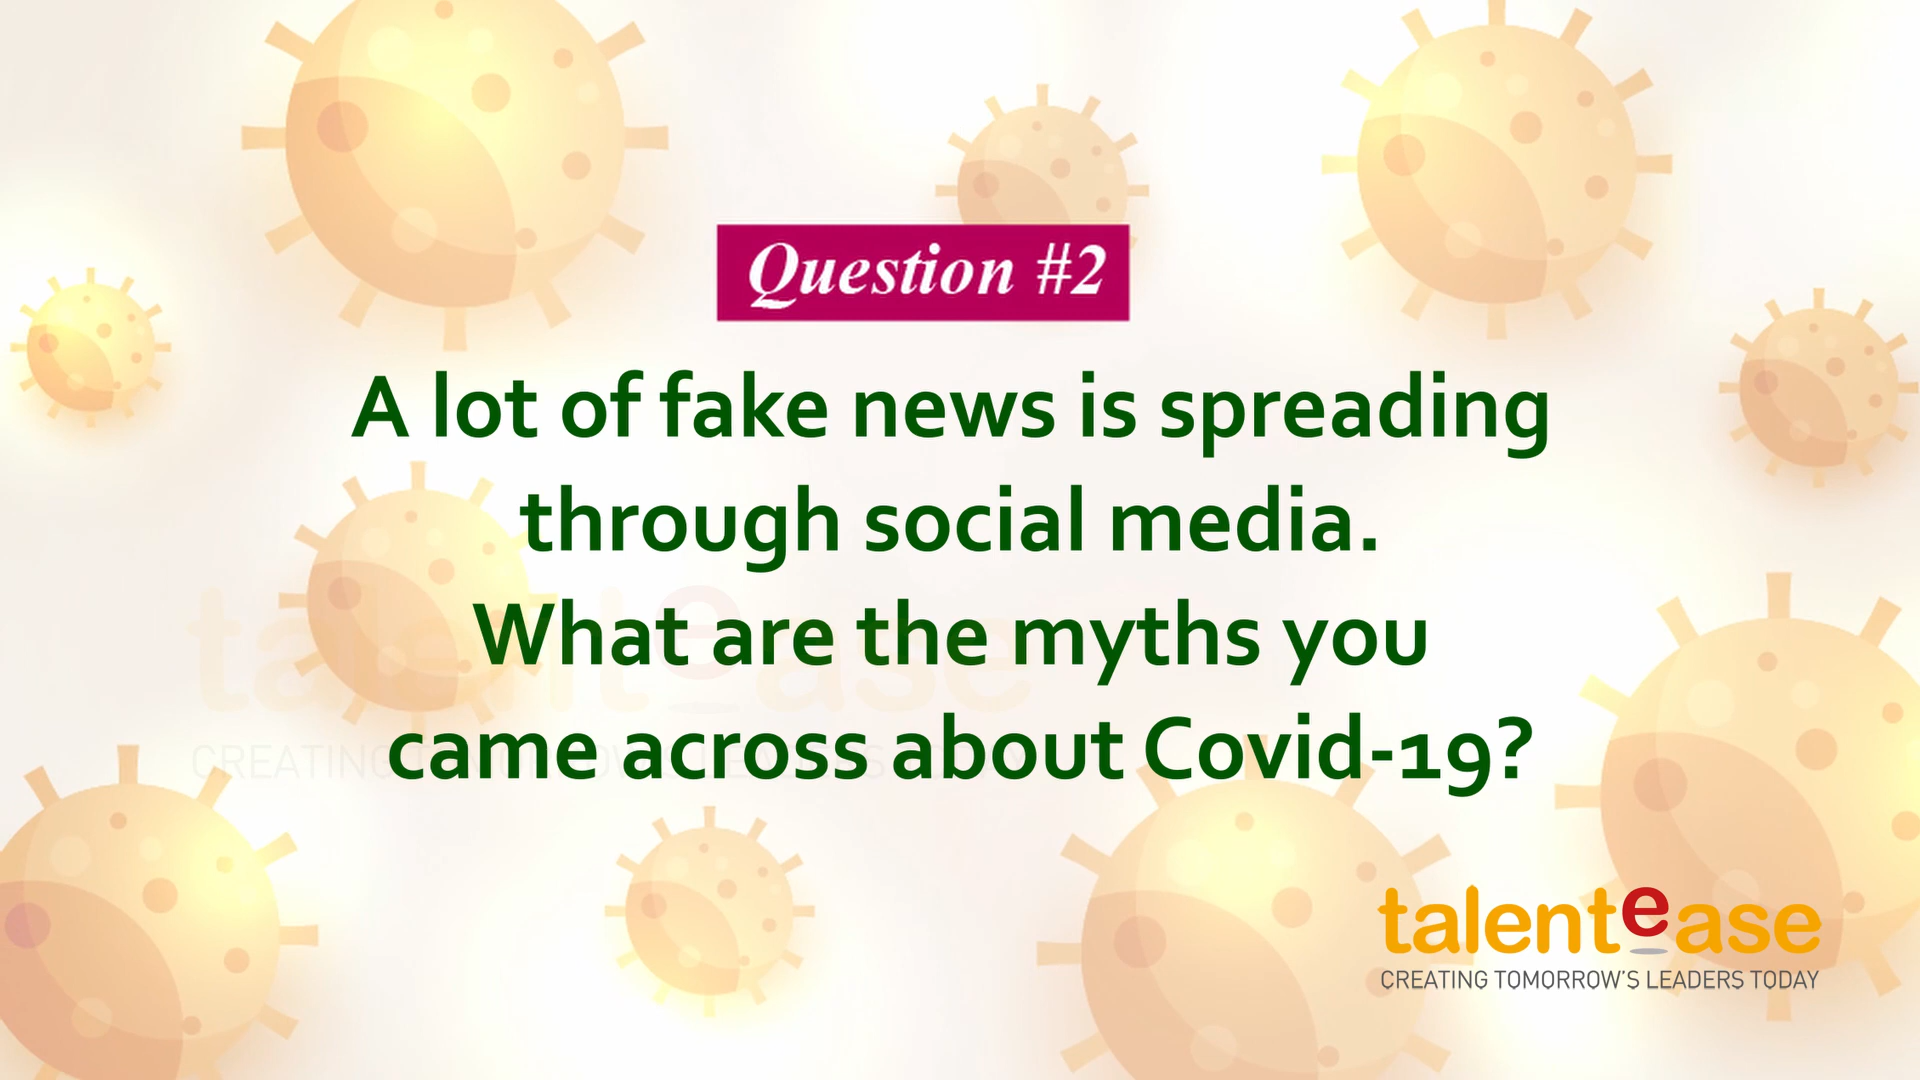 Question #2
A lot of fake news is spreading
through social media.
What are the myths you
came across about Covid-19?
talentease
CREATING TOMORROW'S LEADERS TODAY